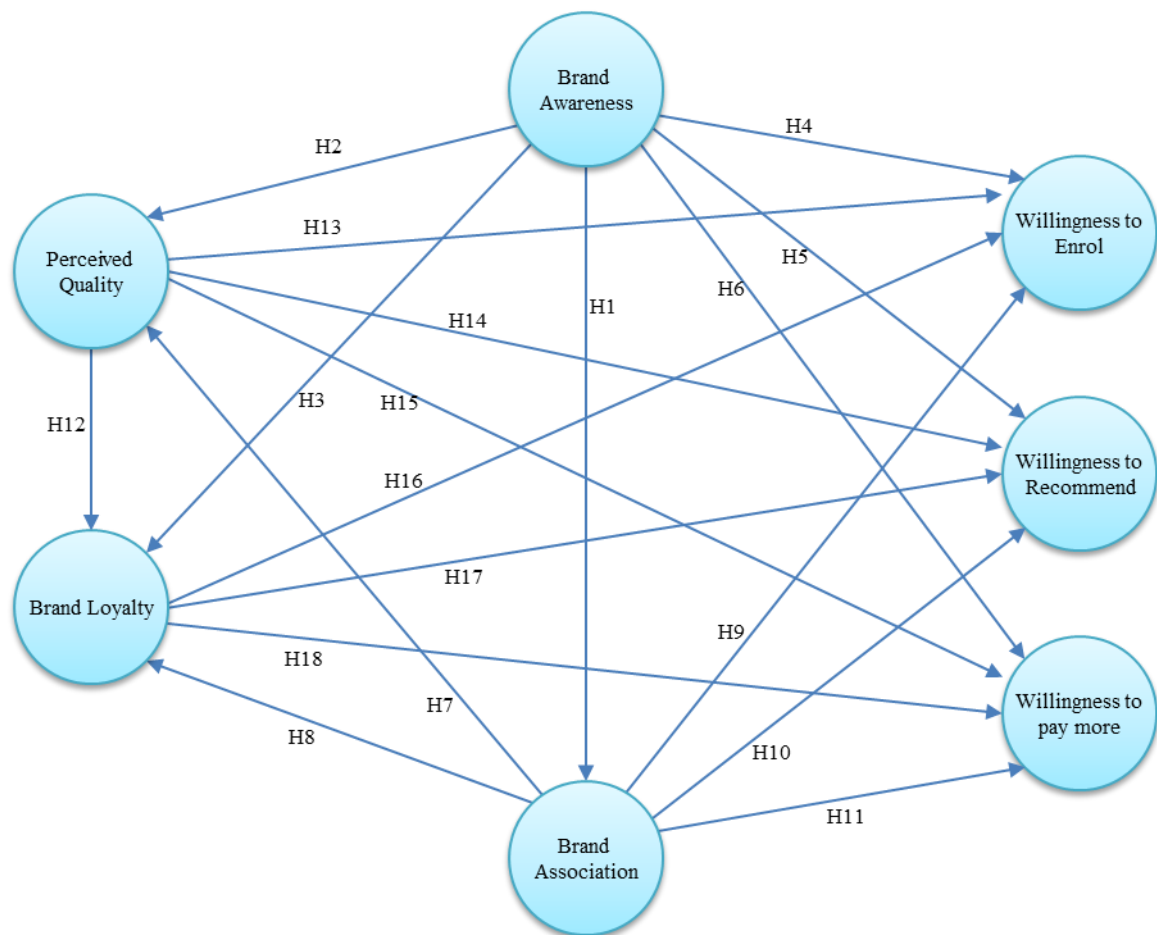 Brand
Awareness
H4
H2
Willingness to
Enrol
H13
H5
Perceived
Quality
H6
H1
H14
H3
H15
H12
Willingness to
Recommend
H16
H17
Brand Loyalty
H9
H18
H7
Willingness to
pay more
H8
H10
H11
Brand
Association